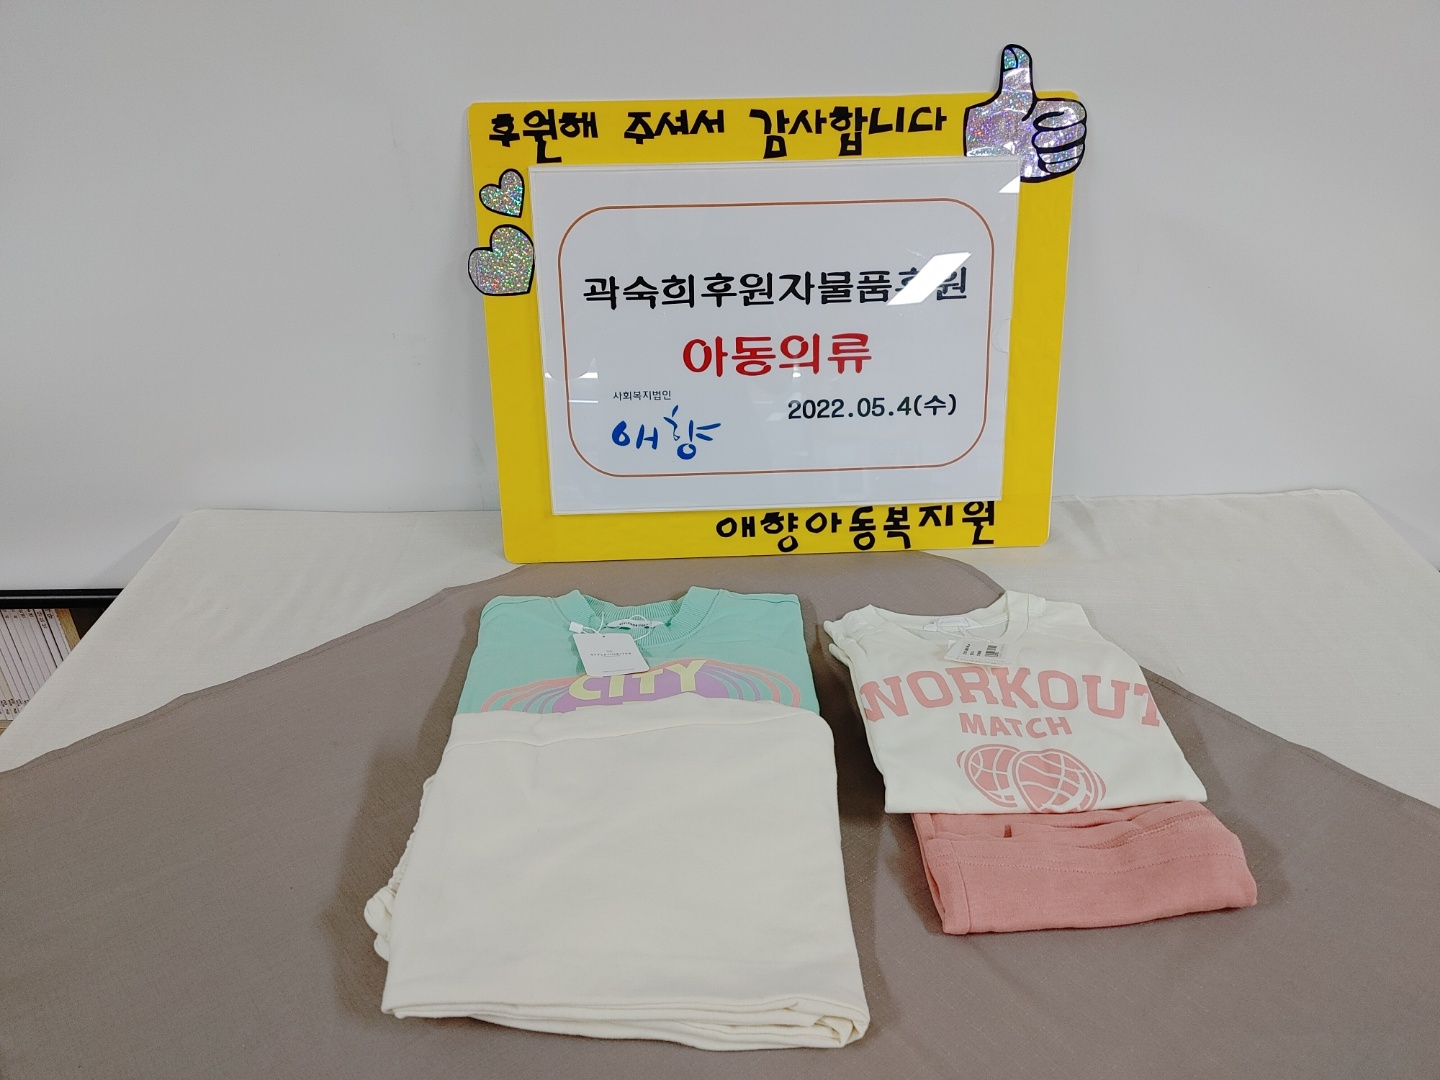 후원해 주셔서 감사합니다
곽숙희후원자물품후원
아동의류
사회복지법인
애향
2022.05.4(수)
애향아동복지원
CITY
WORKOUT
MATCH